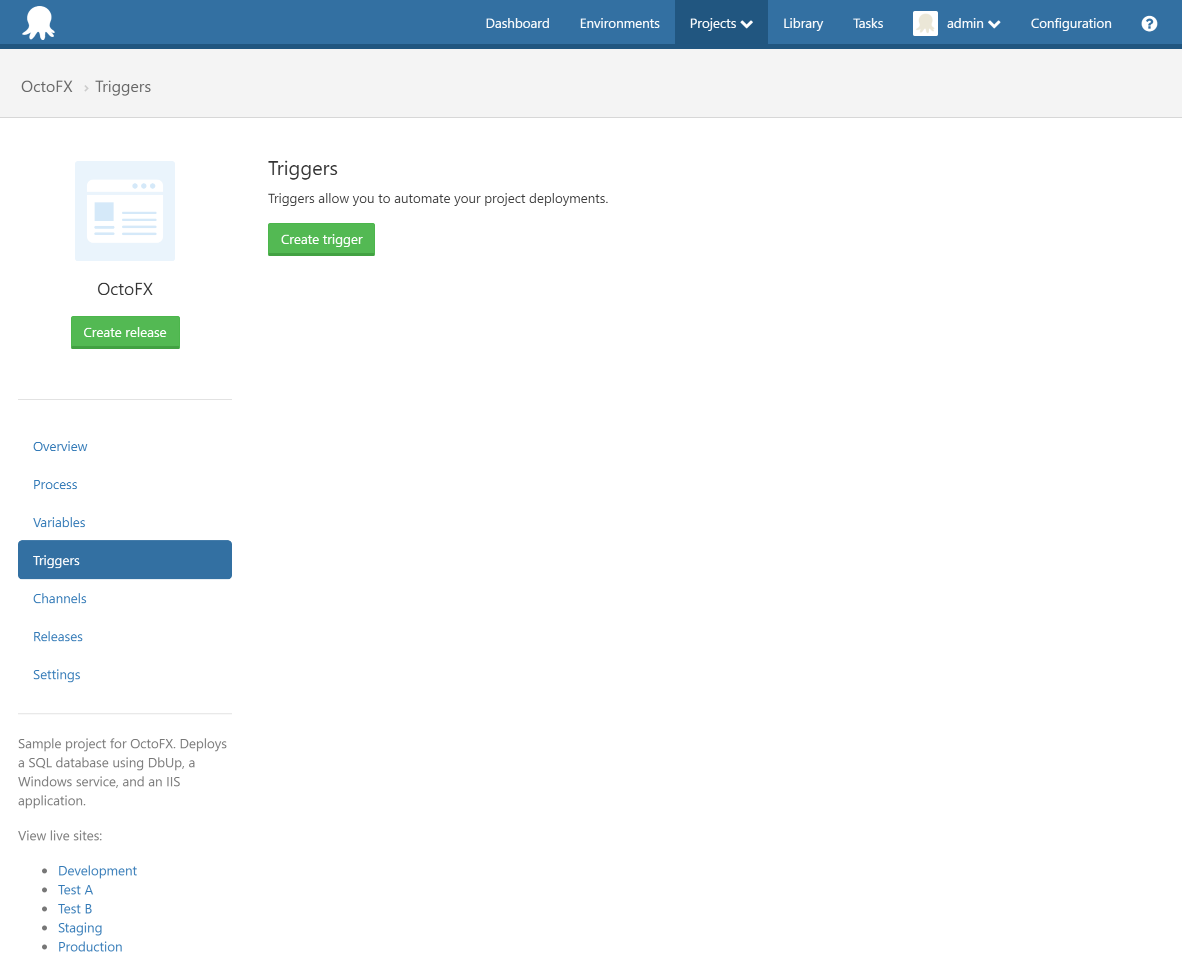 Dashboard Environments Projects Library Tasks admin Configuration ?
OctoFX › Triggers
OctoFX
Create release
Overview
Process
Variables
Triggers
Channels
Releases
Settings
Sample project for OctoFX. Deploys
a SQL database using DbUp, a
Windows service, and an IIS
application.
View live sites:
• Development
• Test A
• Test B
• Staging
• Production
Triggers
Triggers allow you to automate your project deployments.
Create trigger